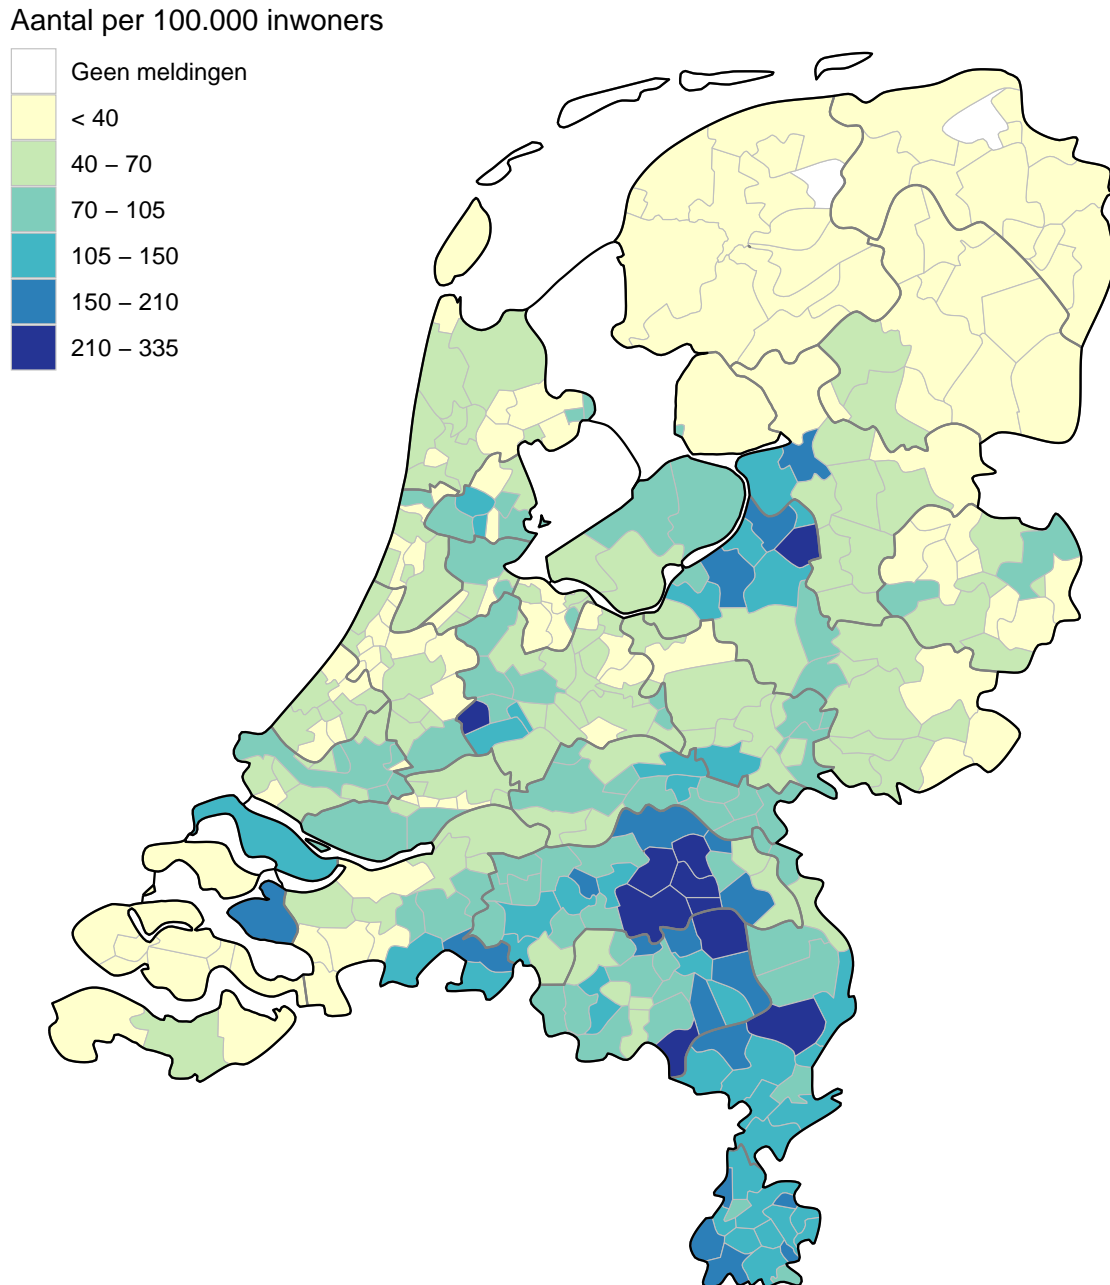 Aantal per 100.000 inwoners
Geen meldingen
< 40
40 – 70
70 – 105
105 – 150
150 – 210
210 – 335